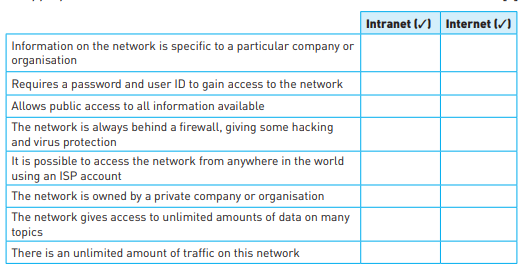 Intranet (✓) Internet (✓)
Information on the network is specific to a particular company or
organisation
Requires a password and user ID to gain access to the network
Allows public access to all information available
The network is always behind a firewall, giving some hacking
and virus protection
It is possible to access the network from anywhere in the world
using an ISP account
The network is owned by a private company or organisation
The network gives access to unlimited amounts of data on many
topics
There is an unlimited amount of traffic on this network